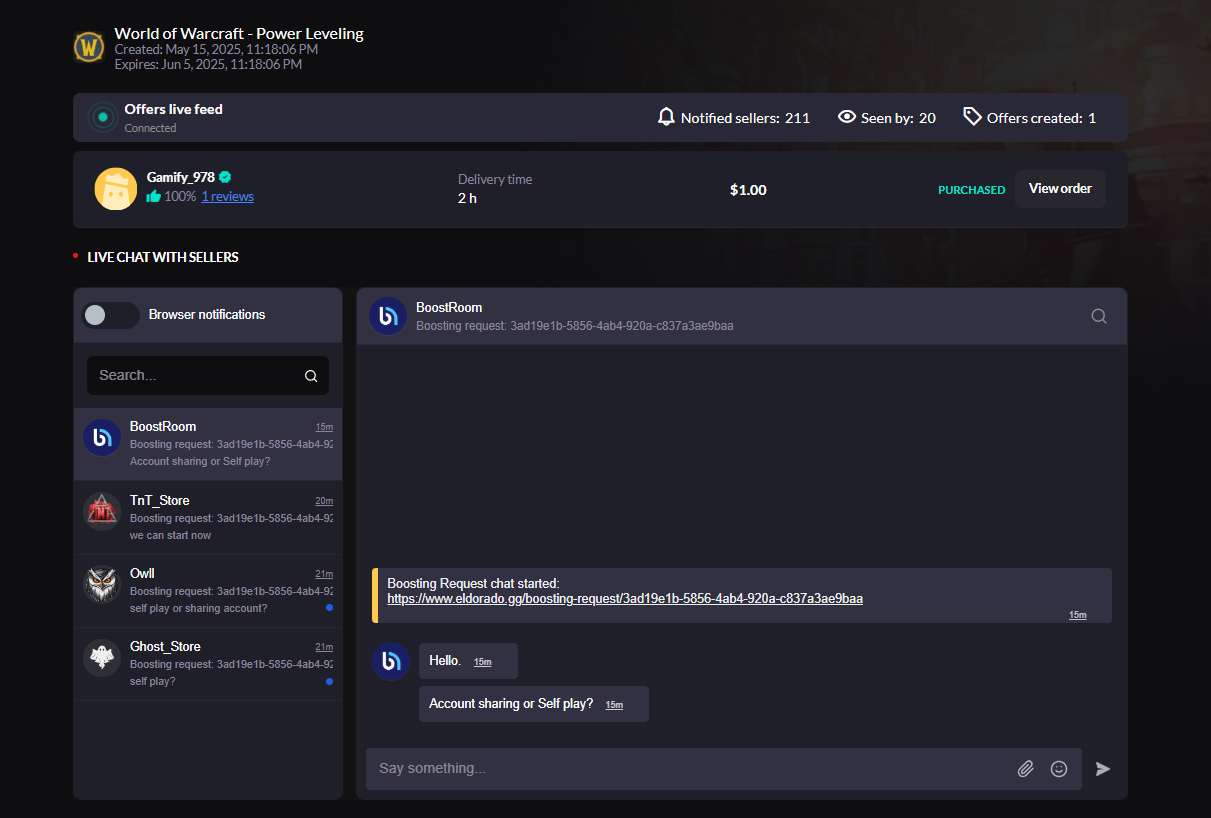 World of Warcraft - Power Leveling
Created: May 15, 2025, 11:18:06 PM
Expires: Jun 5, 2025, 11:18:06 PM
Offers live feed
Connected
Notified sellers: 211
Seen by: 20
Offers created: 1
Gamify_978
100% 1 reviews
Delivery time
2 h
$1.00
PURCHASED
View order
LIVE CHAT WITH SELLERS
Browser notifications
Search...
BoostRoom
15m
Boosting request: 3ad19e1b-5856-4ab4-92
Account sharing or Self play?
TnT_Store
20m
Boosting request: 3ad19e1b-5856-4ab4-92
we can start now
Owll
21m
Boosting request: 3ad19e1b-5856-4ab4-92
self play or sharing account?
Ghost_Store
21m
Boosting request: 3ad19e1b-5856-4ab4-92
self play?
BoostRoom
Boosting request: 3ad19e1b-5856-4ab4-920a-c837a3ae9baa
Boosting Request chat started:
https://www.eldorado.gg/boosting-request/3ad19e1b-5856-4ab4-920a-c837a3ae9baa
15m
Hello. 15m
Account sharing or Self play? 15m
Say something...